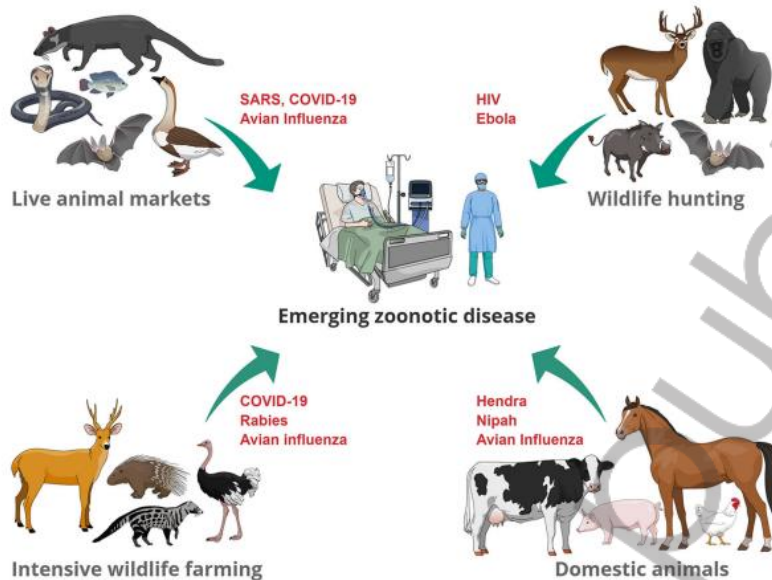 SARS, COVID-19
Avian Influenza
HIV
Ebola
Live animal markets
Wildlife hunting
Emerging zoonotic disease
COVID-19
Rabies
Avian influenza
Hendra
Nipah
Avian Influenza
Intensive wildlife farming
Domestic animals